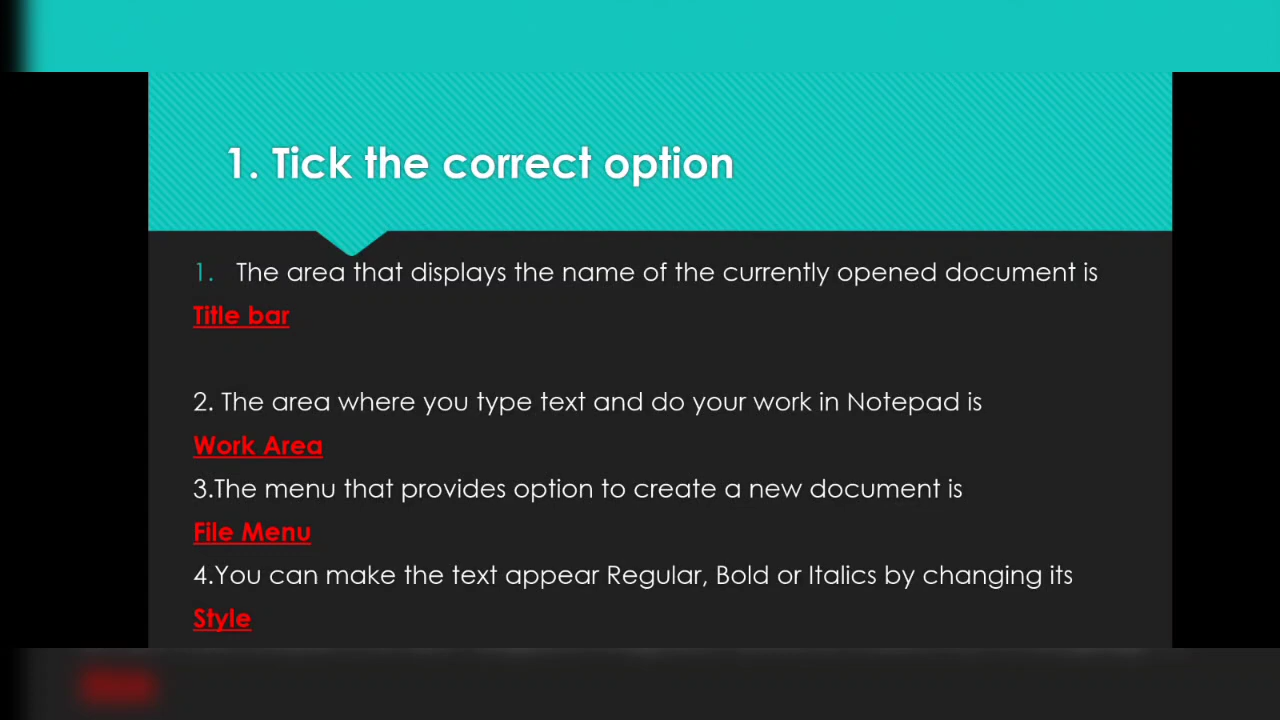 1. Tick the correct option
1. The area that displays the name of the currently opened document is
Title bar
2. The area where you type text and do your work in Notepad is
Work Area
3.The menu that provides option to create a new document is
File Menu
4.You can make the text appear Regular, Bold or Italics by changing its
Style